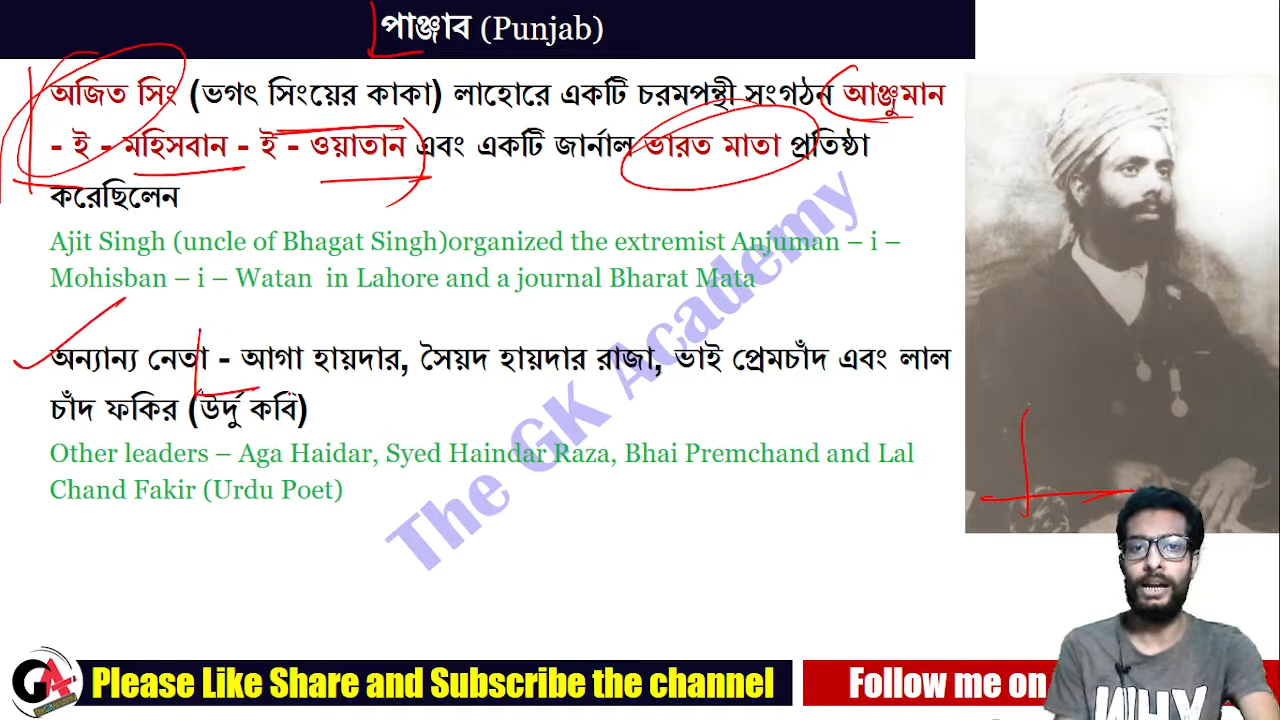 পাঞ্জাব (Punjab)
অজিত সিং (ভগৎ সিংয়ের কাকা) লাহোরে একটি চরমপন্থী সংগঠন আঞ্জুমান
- ই - মহিসবান - ই - ওয়াতান এবং একটি জার্নাল ভারত মাতা প্রতিষ্ঠা
করেছিলেন
Ajit Singh (uncle of Bhagat Singh)organized the extremist Anjuman – i –
Mohisban – i – Watan in Lahore and a journal Bharat Mata
অন্যান্য নেতা - আগা হায়দার, সৈয়দ হায়দার রাজা, ভাই প্রেমচাঁদ এবং লাল
চাঁদ ফকির (উর্দু কবি)
Other leaders – Aga Haidar, Syed Haindar Raza, Bhai Premchand and Lal
Chand Fakir (Urdu Poet)
The GK Academy
GA
Please Like Share and Subscribe the channel
Follow me on
WHY